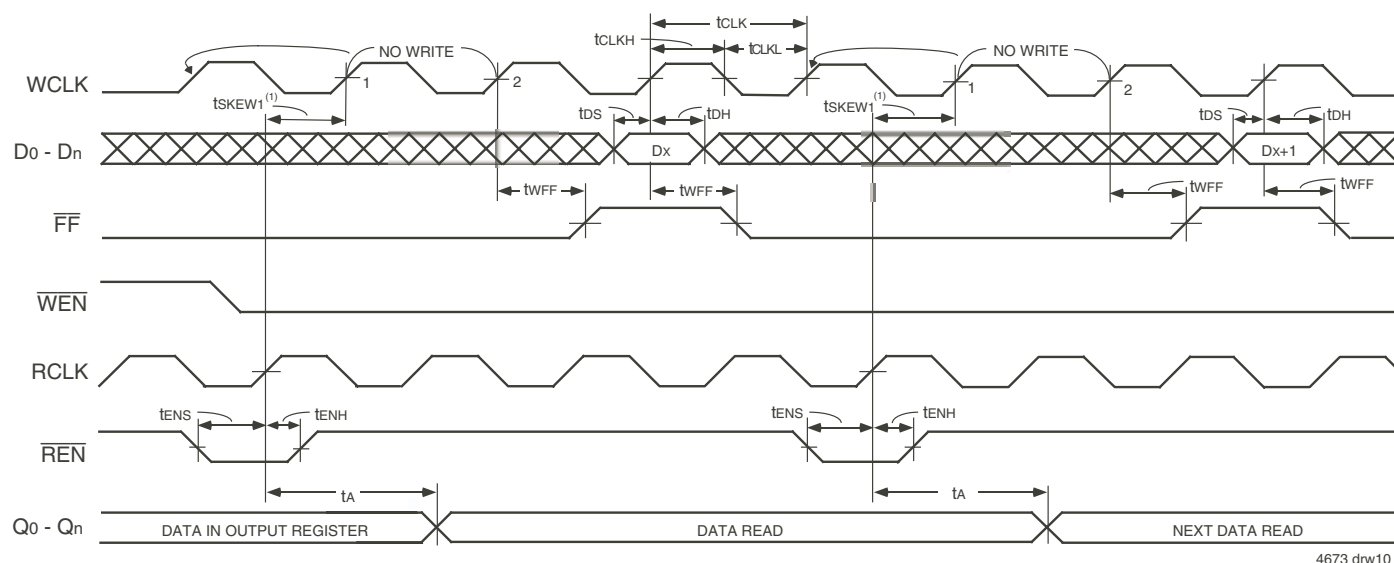 tCLK
tCLKH tCLKL
NO WRITE NO WRITE
WCLK 1 2 1 2
tSKEW1(1) tDS tDH tSKEW1(1) tDS tDH
D0 - Dn Dx Dx+1
tWFF tWFF tWFF tWFF
FF
WEN
RCLK
tENS tENH tENS tENH
REN
tA tA
Q0 - Qn DATA IN OUTPUT REGISTER DATA READ NEXT DATA READ
4673 drw10